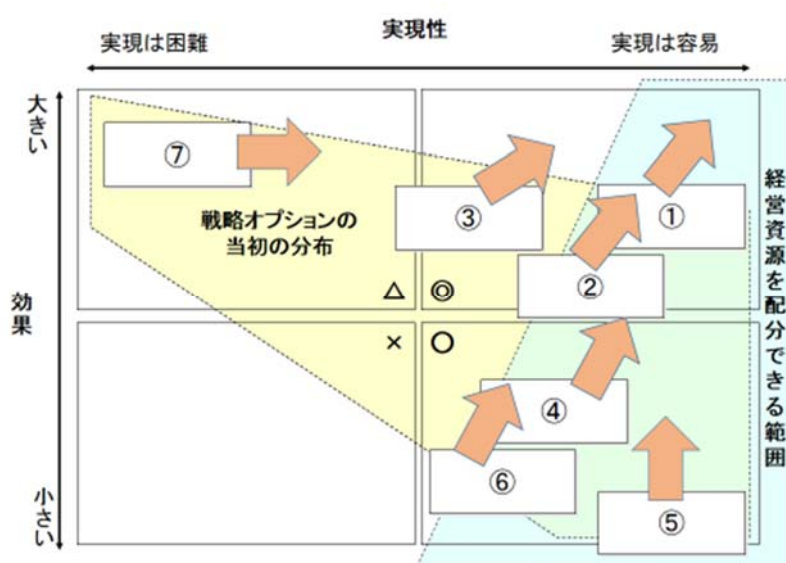 実現性
実現は困難
実現は容易
大きい
効果
小さい
⑦
③
①
戦略オプションの
当初の分布
②
△
◎
×
○
④
⑥
⑤
経営資源を配分できる範囲